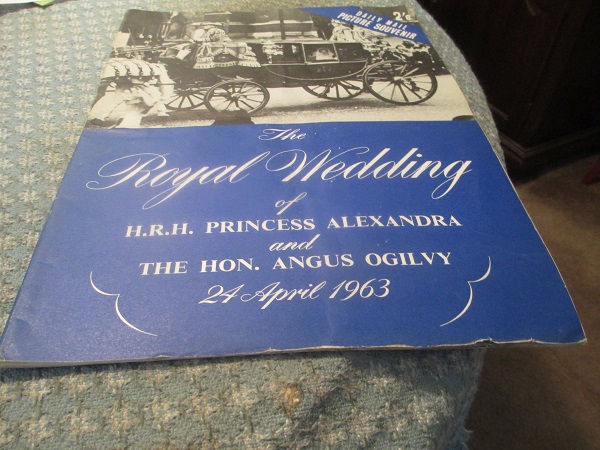 2/6
DAILY MAIL
PICTURE SOUVENIR
The
Royal Wedding
of
H.R.H. PRINCESS ALEXANDRA
and
THE HON. ANGUS OGILVY
24 April 1963